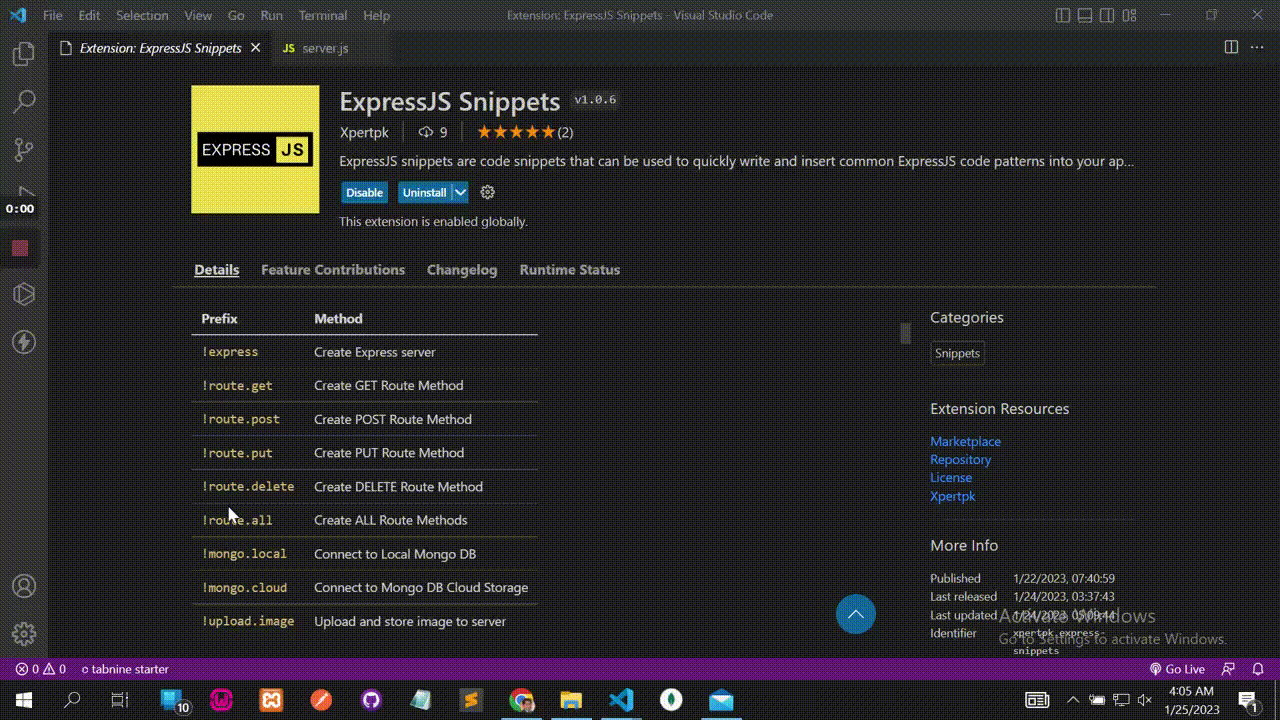 File Edit Selection View Go Run Terminal Help Extension: ExpressJS Snippets - Visual Studio Code
Extension: ExpressJS Snippets JS server.js
EXPRESS JS
ExpressJS Snippets v1.0.6
Xpertpk 9 (2)
ExpressJS snippets are code snippets that can be used to quickly write and insert common ExpressJS code patterns into your ap...
Disable Uninstall
This extension is enabled globally.
0:00
Details Feature Contributions Changelog Runtime Status
Prefix Method
!express Create Express server
!route.get Create GET Route Method
!route.post Create POST Route Method
!route.put Create PUT Route Method
!route.delete Create DELETE Route Method
!route.all Create ALL Route Methods
!mongo.local Connect to Local Mongo DB
!mongo.cloud Connect to Mongo DB Cloud Storage
!upload.image Upload and store image to server
Categories
Snippets
Extension Resources
Marketplace
Repository
License
Xpertpk
More Info
Published 1/22/2023, 07:40:59
Last released 1/24/2023, 03:37:43
Last updated 1/24/2023, 05:09:44
Identifier xpertpk.express-
snippets
Activate Windows
Go to Settings to activate Windows.
0 0 tabnine starter Go Live
10
4:05 AM
1/25/2023
1